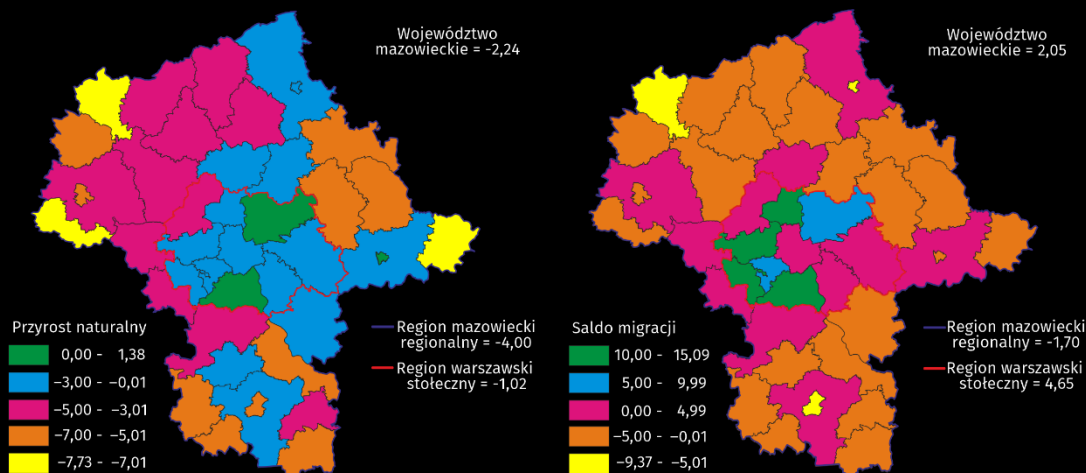 Województwo
mazowieckie = -2,24
Przyrost naturalny
0,00 - 1,38
−3,00 - −0,01
−5,00 - −3,01
−7,00 - −5,01
−7,73 - −7,01
Region mazowiecki
regionalny = -4,00
Region warszawski
stołeczny = -1,02
Województwo
mazowieckie = 2,05
Saldo migracji
10,00 - 15,09
5,00 - 9,99
0,00 - 4,99
−5,00 - −0,01
−9,37 - −5,01
Region mazowiecki
regionalny = -1,70
Region warszawski
stołeczny = 4,65